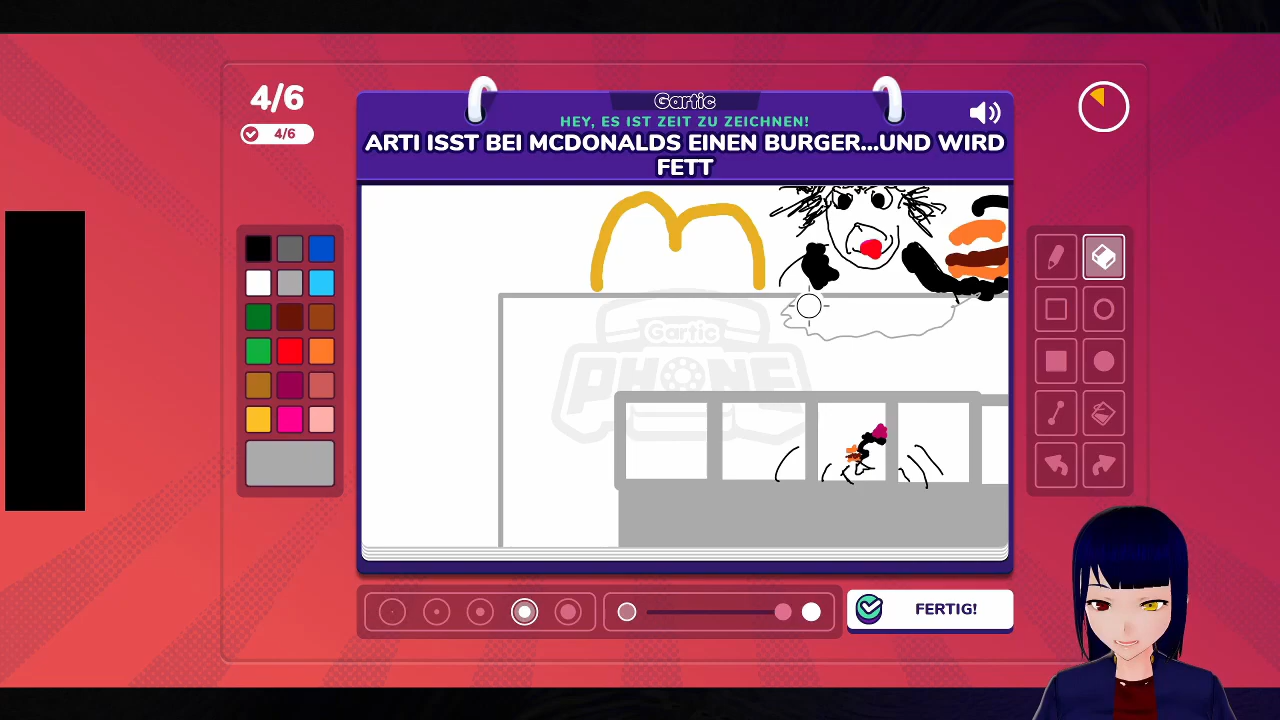 4/6
4/6
Gartic
HEY, ES IST ZEIT ZU ZEICHNEN!
ARTI ISST BEI MCDONALDS EINEN BURGER...UND WIRD
FETT
Gartic
PHONE
FERTIG!